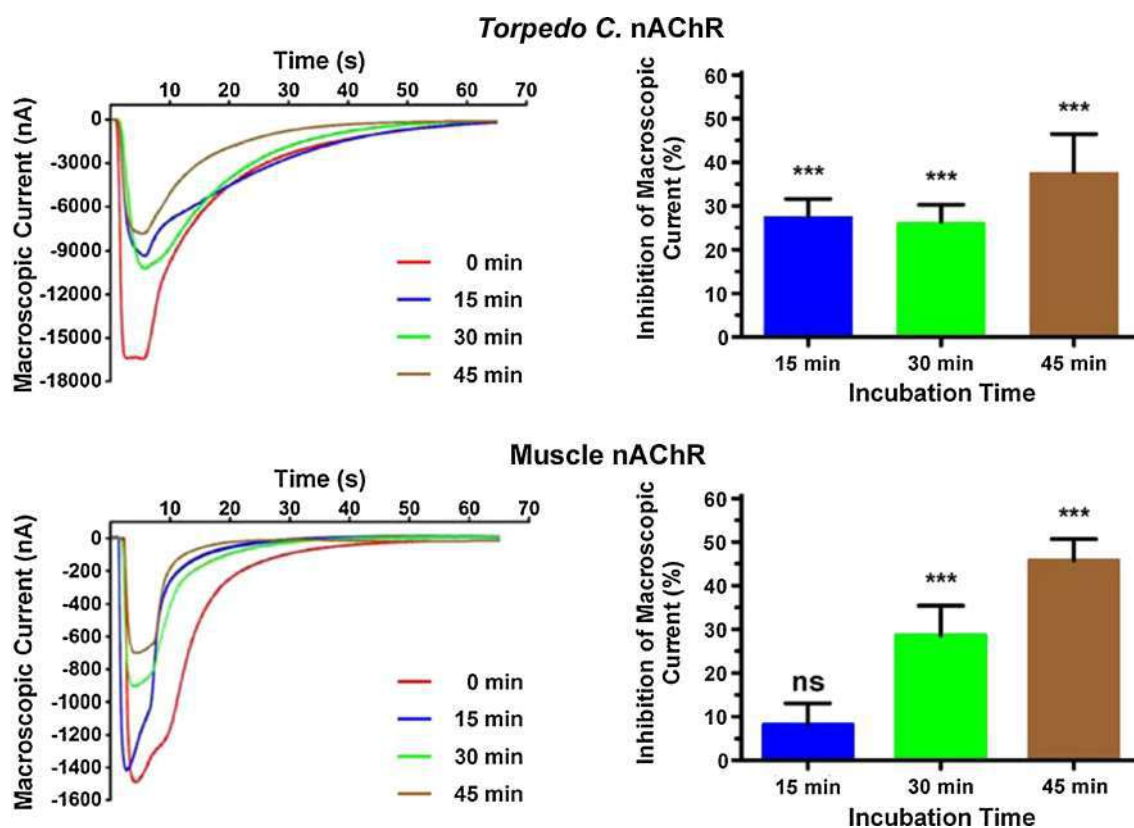 Torpedo C. nAChR
Time (s)
10 20 30 40 50 60 70
Macroscopic Current (nA)
0
-3000
-6000
-9000
-12000
-15000
-18000
0 min
15 min
30 min
45 min
Inhibition of Macroscopic
Current (%)
60
50
40
30
20
10
0
***
***
***
15 min 30 min 45 min
Incubation Time
Muscle nAChR
Time (s)
10 20 30 40 50 60 70
Macroscopic Current (nA)
0
-200
-400
-600
-800
-1000
-1200
-1400
-1600
0 min
15 min
30 min
45 min
Inhibition of Macroscopic
Current (%)
60
50
40
30
20
10
0
ns
***
***
15 min 30 min 45 min
Incubation Time